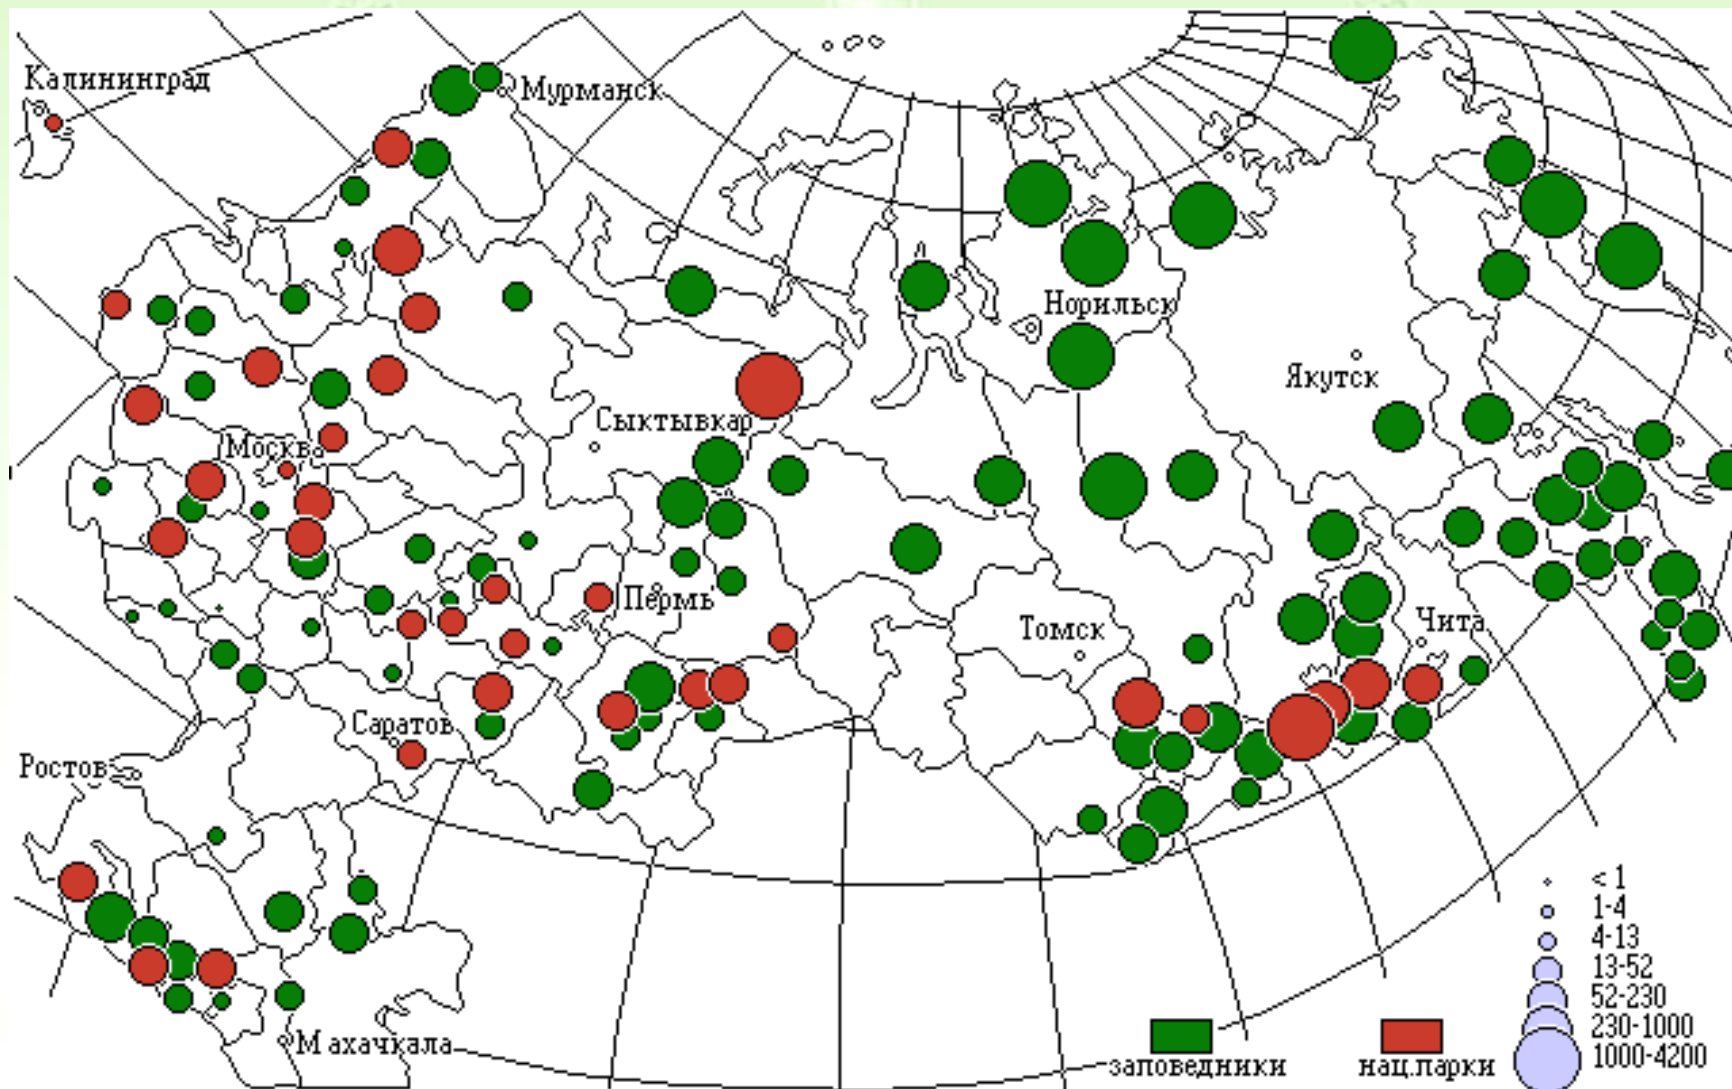 Калининград
Мурманск
Норильск
Якутск
Сыктывкар
Москва
Пермь
Томск
Чита
Саратов
Ростов
Махачкала
< 1
1-4
4-13
13-52
52-230
230-1000
1000-4200
заповедники
нац.парки